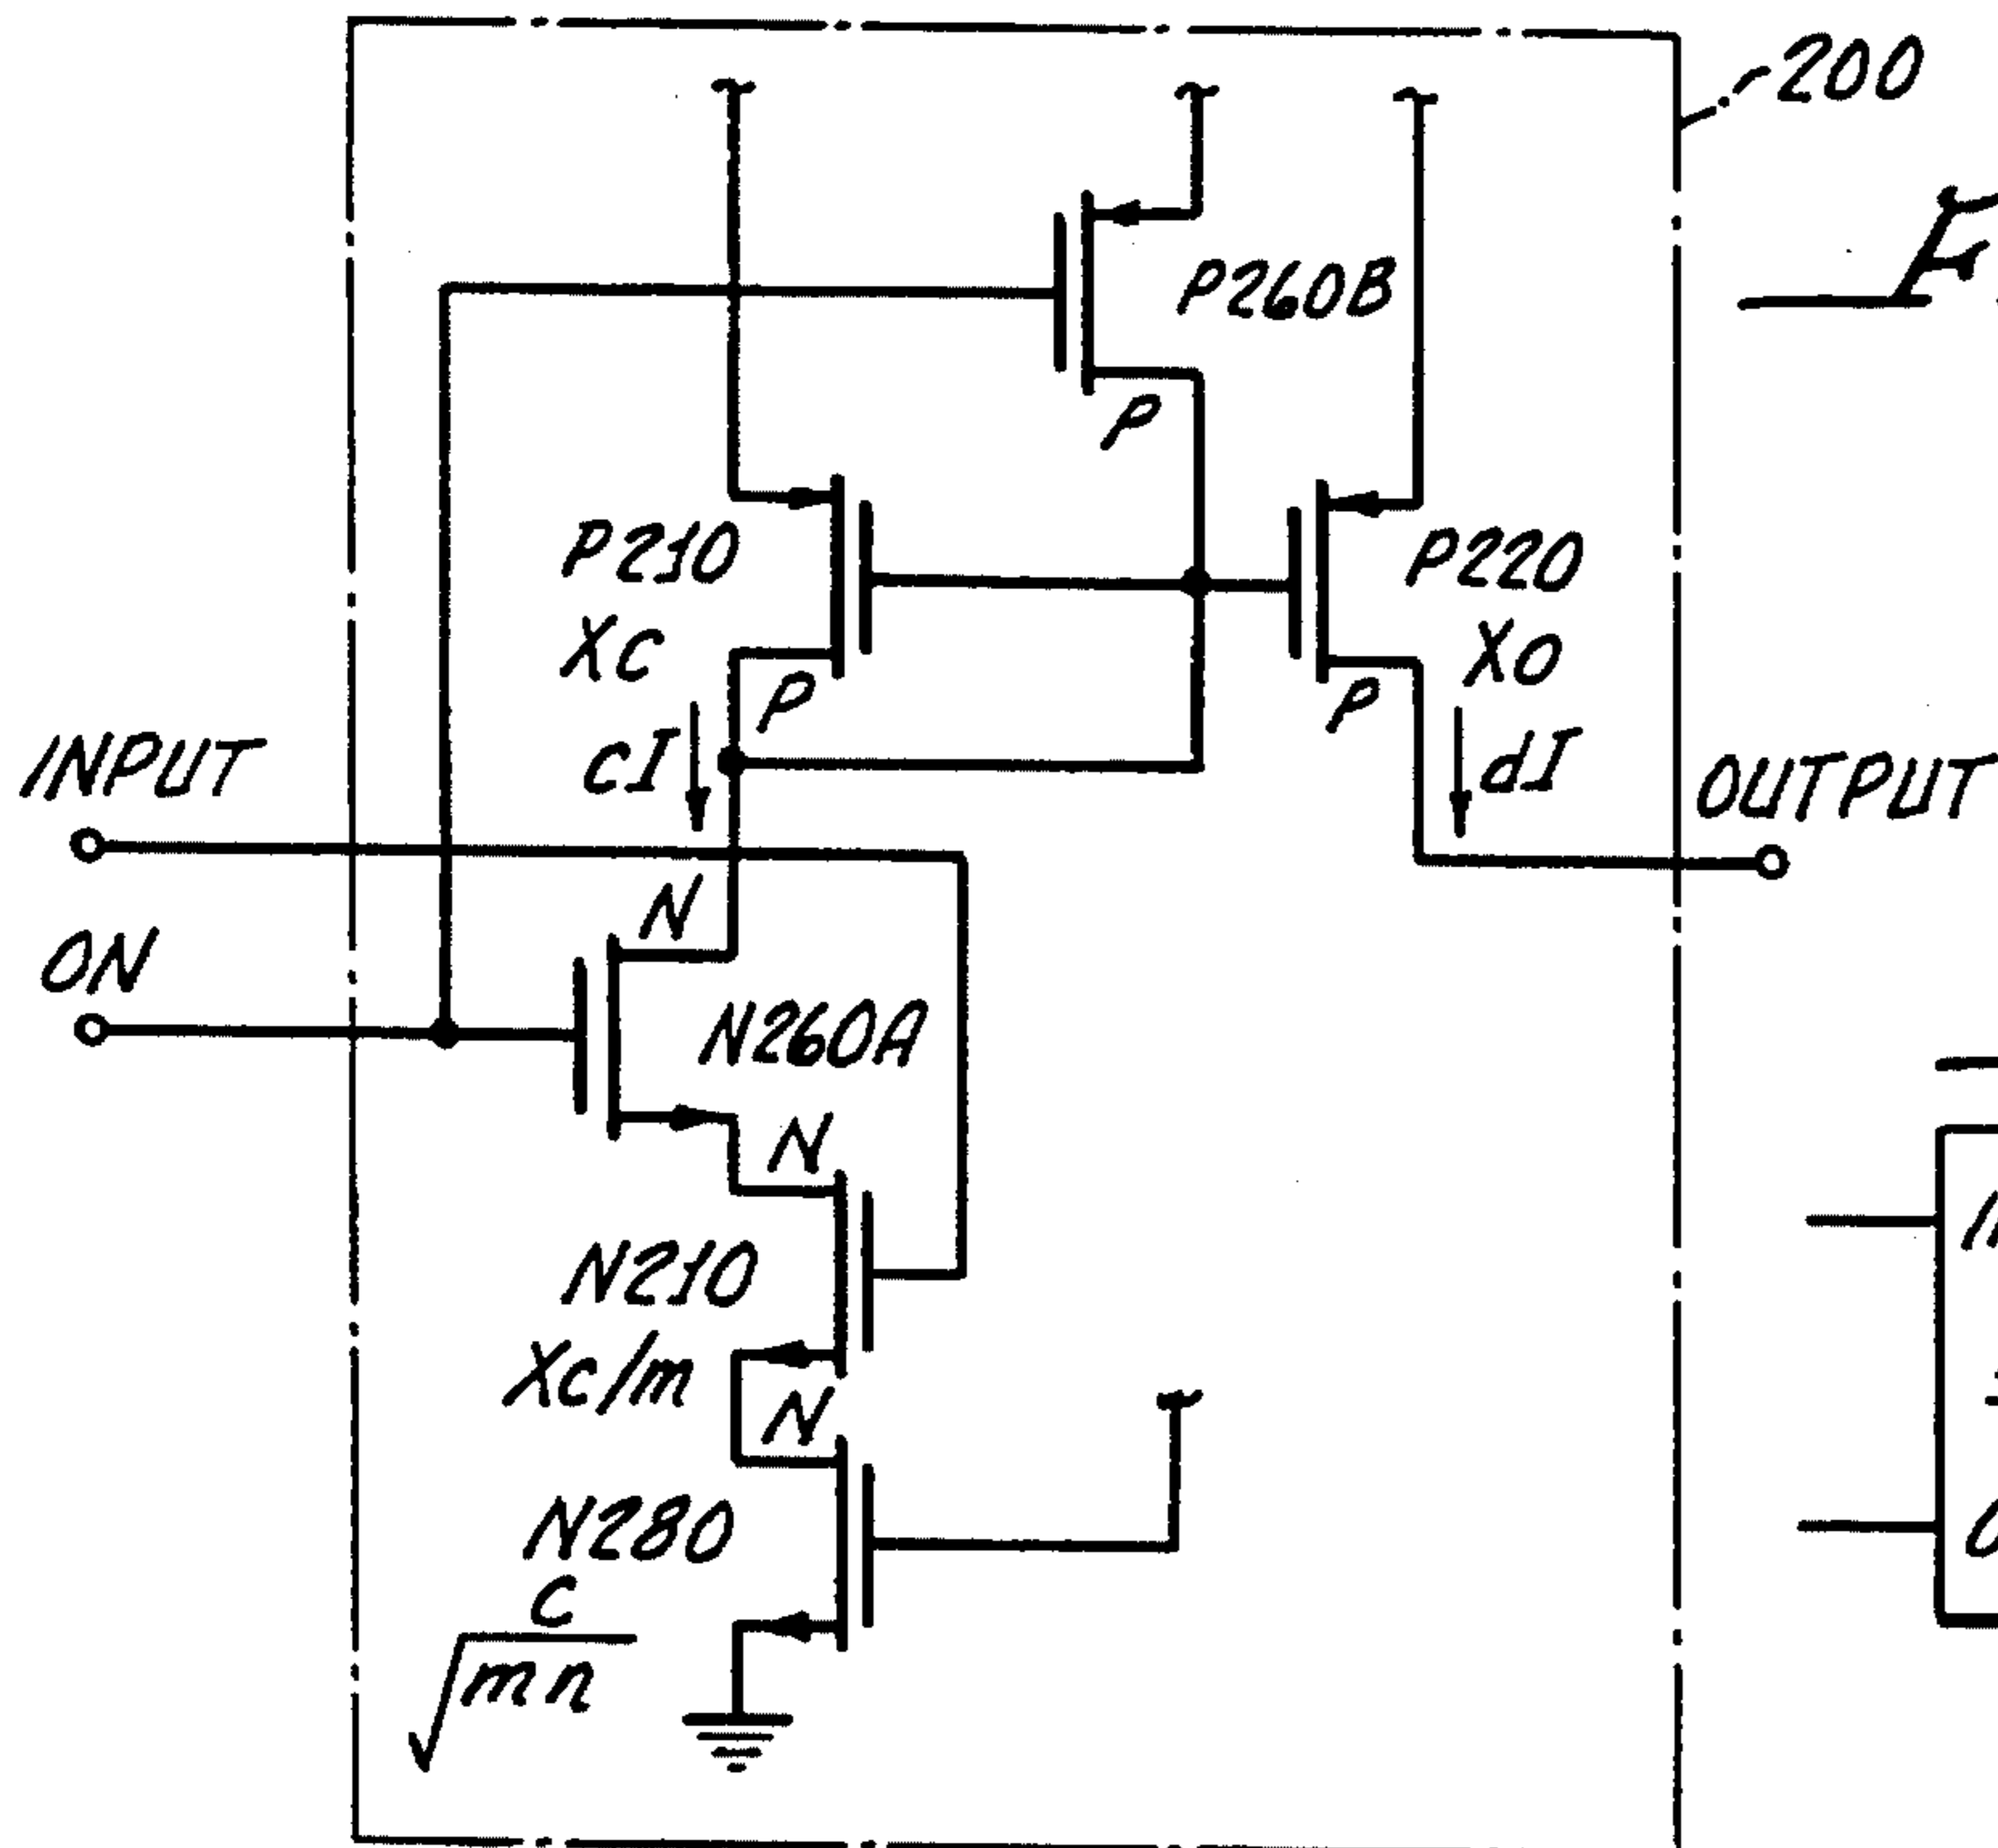 200
P260B
P
P210
XC
P
cI
P220
XO
P
dI
INPUT
OUTPUT
ON
N
N260A
N
N210
Xc/m
N
N280
C
√mn